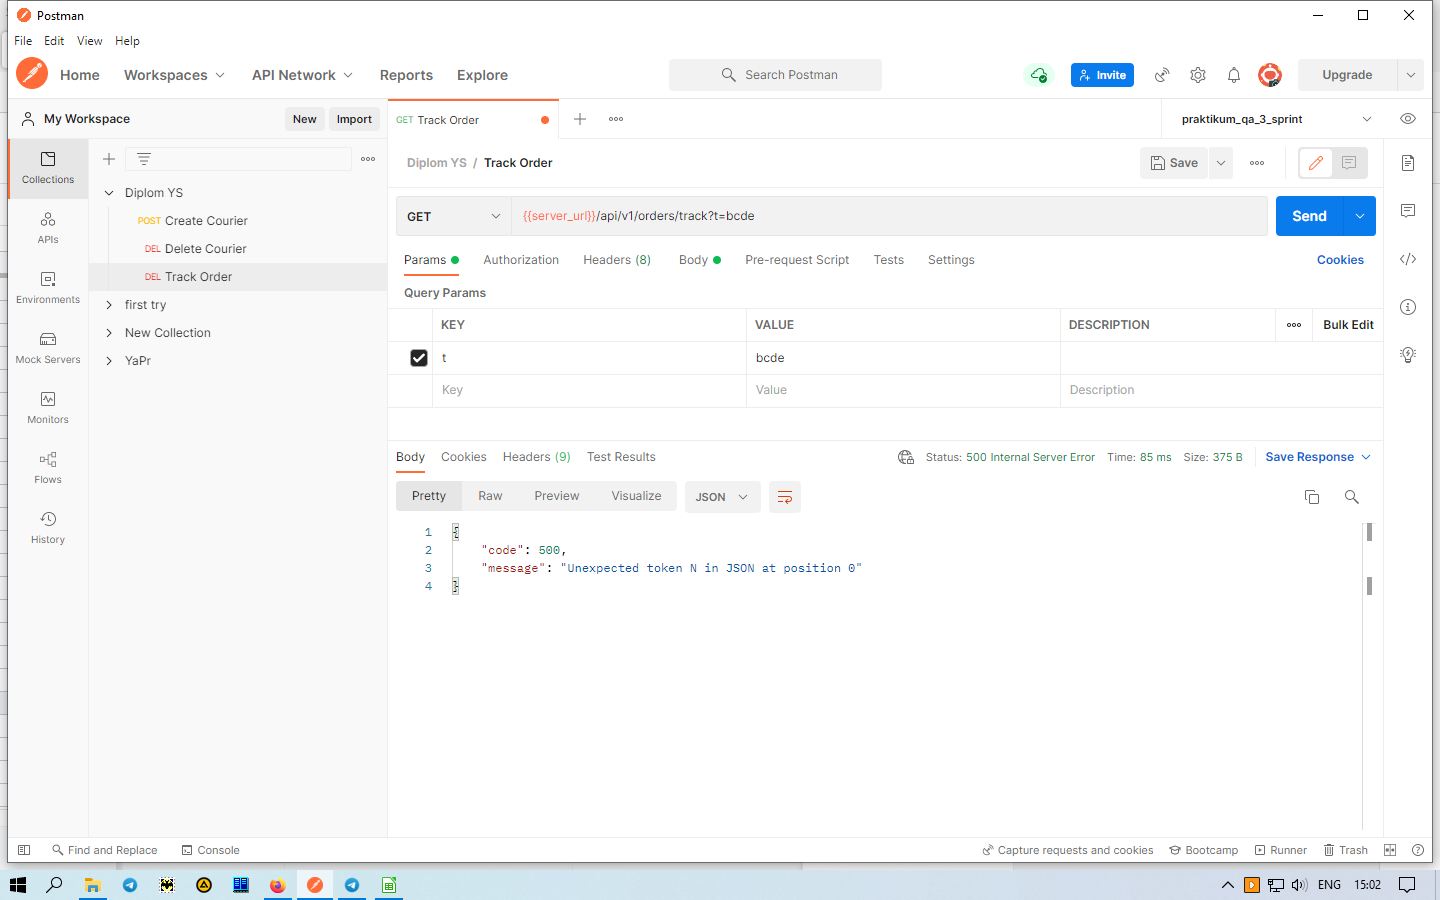 Postman
File Edit View Help
Home Workspaces API Network Reports Explore Search Postman Invite Upgrade
My Workspace New Import GET Track Order praktikum_qa_3_sprint
Collections
APIs
Environments
Mock Servers
Monitors
Flows
History
Diplom YS
POST Create Courier
DEL Delete Courier
DEL Track Order
first try
New Collection
YaPr
Diplom YS / Track Order Save
GET {{server_url}}/api/v1/orders/track?t=bcde Send
Params Authorization Headers (8) Body Pre-request Script Tests Settings Cookies
Query Params
KEY VALUE DESCRIPTION Bulk Edit
t bcde
Key Value Description
Body Cookies Headers (9) Test Results Status: 500 Internal Server Error Time: 85 ms Size: 375 B Save Response
Pretty Raw Preview Visualize JSON
1 {
2 "code": 500,
3 "message": "Unexpected token N in JSON at position 0"
4 }
Find and Replace Console Capture requests and cookies Bootcamp Runner Trash
ENG 15:02